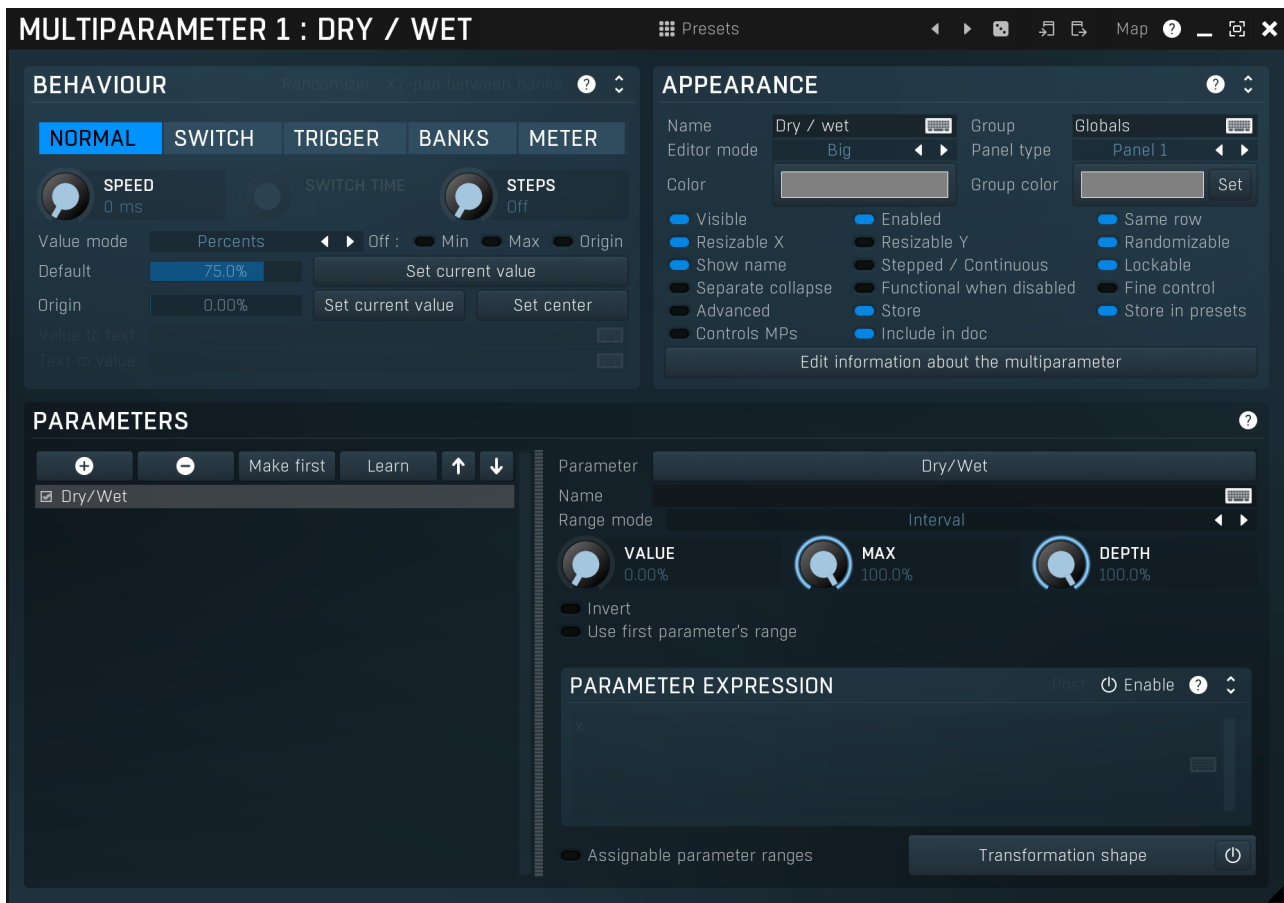 MULTIPARAMETER 1 : DRY / WET
Presets
Map ?
BEHAVIOUR
Randomizer XY-pad between banks ?
NORMAL SWITCH TRIGGER BANKS METER
SPEED
0 ms
SWITCH TIME
STEPS
Off
Value mode Percents Off : Min Max Origin
Default 75.0% Set current value
Origin 0.00% Set current value Set center
Value to text
Text to value
APPEARANCE ?
Name Dry / wet Group Globals
Editor mode Big Panel type Panel 1
Color Group color Set
Visible Enabled Same row
Resizable X Resizable Y Randomizable
Show name Stepped / Continuous Lockable
Separate collapse Functional when disabled Fine control
Advanced Store Store in presets
Controls MPs Include in doc
Edit information about the multiparameter
PARAMETERS ?
Make first Learn
Dry/Wet
Parameter Dry/Wet
Name
Range mode Interval
VALUE
0.00%
MAX
100.0%
DEPTH
100.0%
Invert
Use first parameter's range
PARAMETER EXPRESSION Post Enable ?
x
Assignable parameter ranges Transformation shape